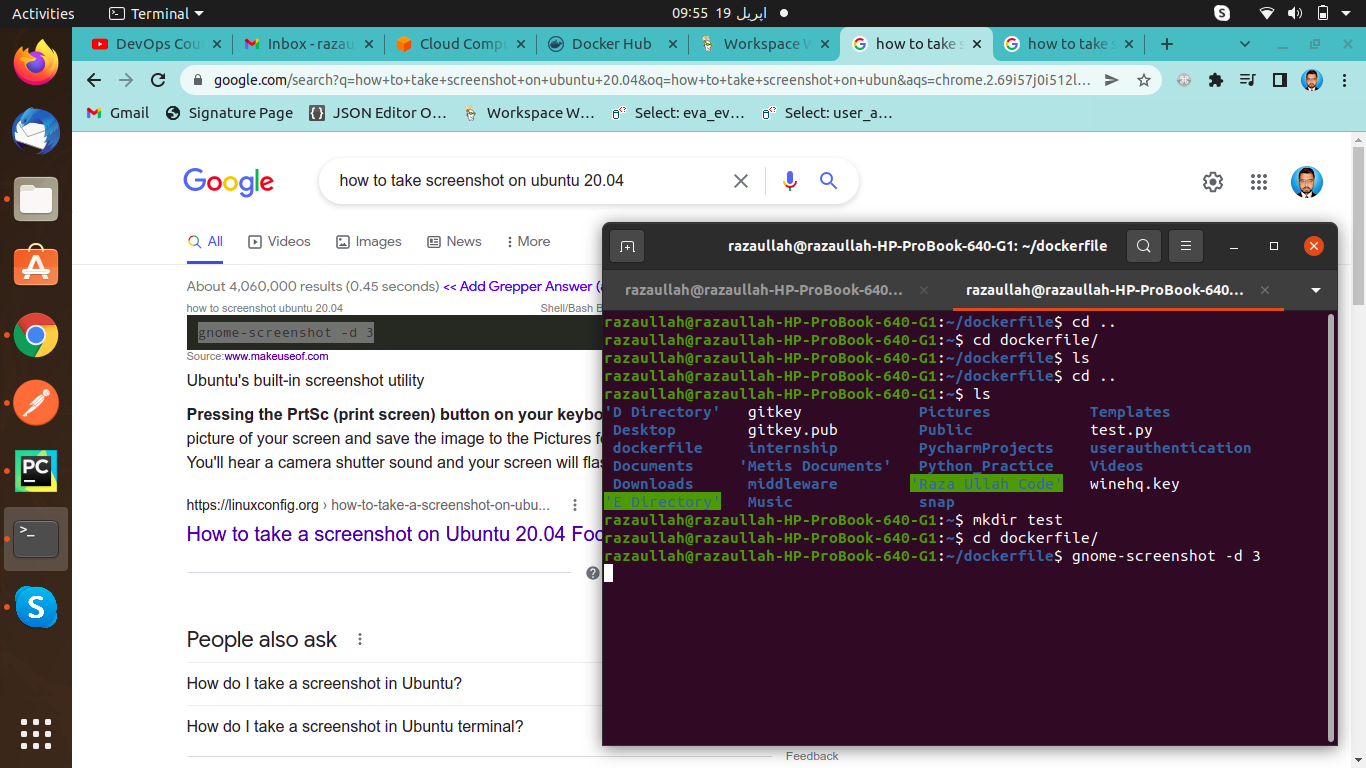 Activities
Terminal
09:55 19 اپریل
DevOps Cou
Inbox - razau
Cloud Comp
Docker Hub
Workspace W
how to take s
how to take s
google.com/search?q=how+to+take+screenshot+on+ubuntu+20.04&oq=how+to+take+screenshot+on+ubun&aqs=chrome.2.69i57j0i512l...
Gmail
Signature Page
JSON Editor O...
Workspace W...
Select: eva_ev...
Select: user_a...
Google
how to take screenshot on ubuntu 20.04
All
Videos
Images
News
More
About 4,060,000 results (0.45 seconds) << Add Grepper Answer (a
how to screenshot ubuntu 20.04
Shell/Bash B
gnome-screenshot -d 3
Source:www.makeuseof.com
Ubuntu's built-in screenshot utility
Pressing the PrtSc (print screen) button on your keybo
picture of your screen and save the image to the Pictures fo
You'll hear a camera shutter sound and your screen will flas
https://linuxconfig.org › how-to-take-a-screenshot-on-ubu...
How to take a screenshot on Ubuntu 20.04 Foc
People also ask
How do I take a screenshot in Ubuntu?
How do I take a screenshot in Ubuntu terminal?
Feedback
razaullah@razaullah-HP-ProBook-640-G1: ~/dockerfile
razaullah@razaullah-HP-ProBook-640...
razaullah@razaullah-HP-ProBook-640...
razaullah@razaullah-HP-ProBook-640-G1:~/dockerfile$ cd ..
razaullah@razaullah-HP-ProBook-640-G1:~$ cd dockerfile/
razaullah@razaullah-HP-ProBook-640-G1:~/dockerfile$ ls
razaullah@razaullah-HP-ProBook-640-G1:~/dockerfile$ cd ..
razaullah@razaullah-HP-ProBook-640-G1:~$ ls
'D Directory' gitkey Pictures Templates
Desktop gitkey.pub Public test.py
dockerfile internship PycharmProjects userauthentication
Documents 'Metis Documents' Python_Practice Videos
Downloads middleware 'Raza Ullah Code' winehq.key
'E Directory' Music snap
razaullah@razaullah-HP-ProBook-640-G1:~$ mkdir test
razaullah@razaullah-HP-ProBook-640-G1:~$ cd dockerfile/
razaullah@razaullah-HP-ProBook-640-G1:~/dockerfile$ gnome-screenshot -d 3